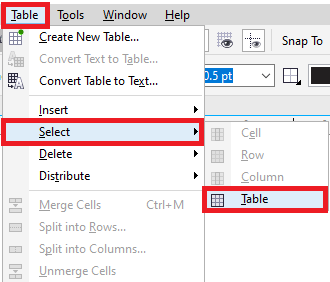 Table Tools Window Help
Create New Table...
Convert Text to Table...
Snap To
Convert Table to Text...
0.5 pt
Insert
Select
Cell
Delete
Row
Distribute
Column
Merge Cells Ctrl+M
Table
Split into Rows...
Split into Columns...
Unmerge Cells